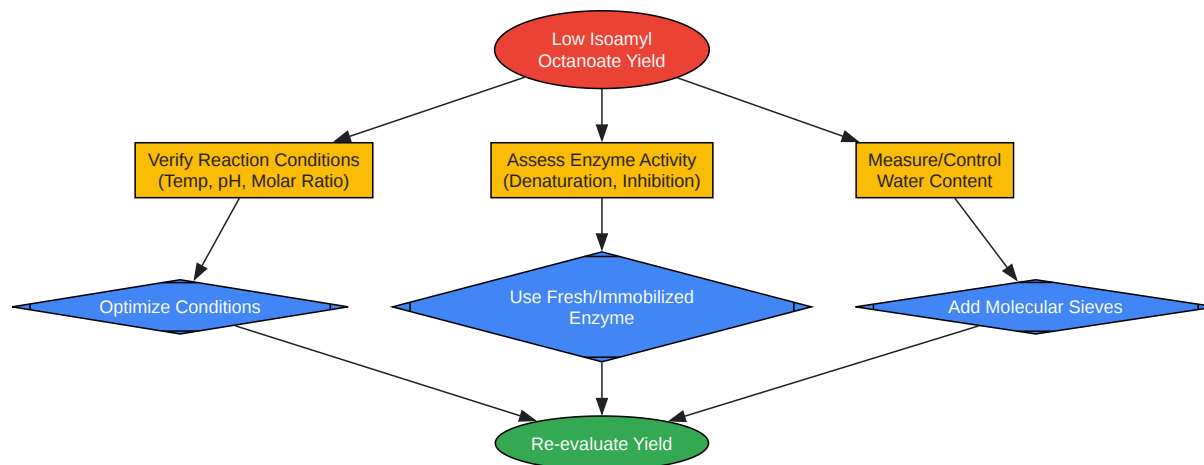 Low Isoamyl
Octanoate Yield
Verify Reaction Conditions
(Temp, pH, Molar Ratio)
Assess Enzyme Activity
(Denaturation, Inhibition)
Measure/Control
Water Content
Optimize Conditions
Use Fresh/Immobilized
Enzyme
Add Molecular Sieves
Re-evaluate Yield